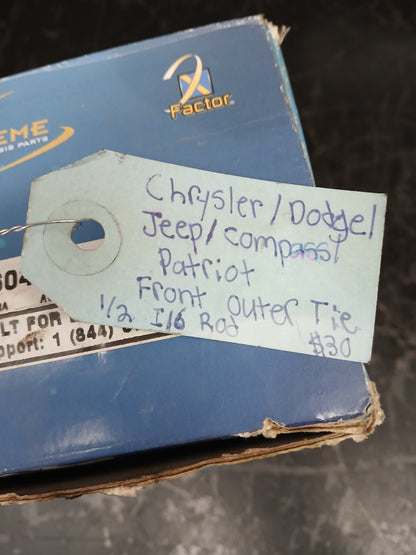 X Factor
EME
Chrysler / Dodge/
Jeep/ Compass/
Patriot
Front outer Tie
1/2 I16 Rod
$30
604
LT FOR
pport: 1 (844)